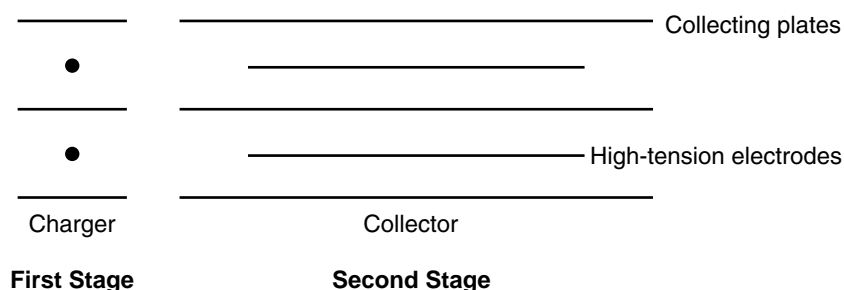 Collecting plates
High-tension electrodes
Charger Collector
First Stage Second Stage